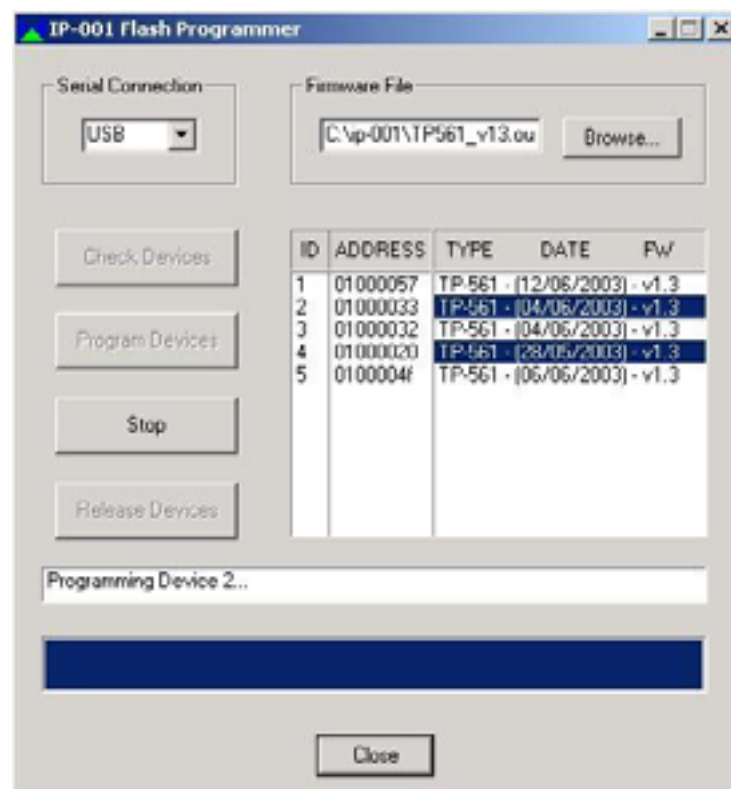 IP-001 Flash Programmer
Serial Connection
Firmware File
USB
C:\ip-001\TP561_v13.ou
Browse...
Check Devices
Program Devices
Stop
Release Devices
ID ADDRESS TYPE DATE FW
1 01000057 TP-561 - (12/06/2003) - v1.3
2 01000033 TP-561 - (04/06/2003) - v1.3
3 01000032 TP-561 - (04/06/2003) - v1.3
4 01000020 TP-561 - (28/05/2003) - v1.3
5 0100004f TP-561 - (06/06/2003) - v1.3
Programming Device 2...
Close